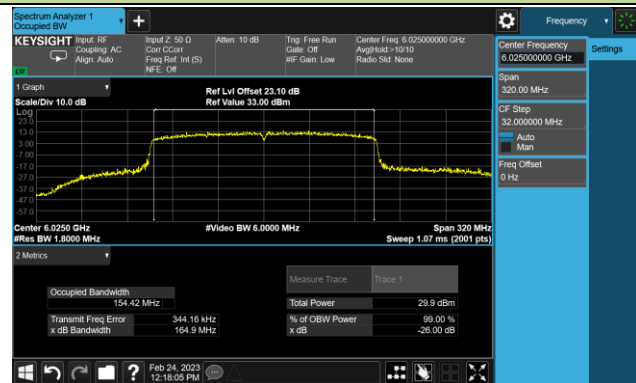 Spectrum Analyzer 1
Occupied BW
+
Frequency
KEYSIGHT
Input: RF
Coupling: AC
Align: Auto
Input Z: 50 Ω
Corr CCorr
Freq Ref: Int (S)
NFE: Off
Atten: 10 dB
Trig: Free Run
Gate: Off
#IF Gain: Low
Center Freq: 6.025000000 GHz
Avg|Hold:>10/10
Radio Std: None
Center Frequency
6.025000000 GHz
Settings
Span
320.00 MHz
CF Step
32.000000 MHz
Auto
Man
Freq Offset
0 Hz
1 Graph
Scale/Div 10.0 dB
Ref Lvl Offset 23.10 dB
Ref Value 33.00 dBm
Log
23.0
13.0
3.00
-7.00
-17.0
-27.0
-37.0
-47.0
-57.0
Center 6.0250 GHz
#Res BW 1.8000 MHz
#Video BW 6.0000 MHz
Span 320 MHz
Sweep 1.07 ms (2001 pts)
2 Metrics
Measure Trace
Trace 1
Occupied Bandwidth
154.42 MHz
Total Power
29.9 dBm
Transmit Freq Error
344.16 kHz
% of OBW Power
99.00 %
x dB Bandwidth
164.9 MHz
x dB
-26.00 dB
?
Feb 24, 2023
12:18:05 PM